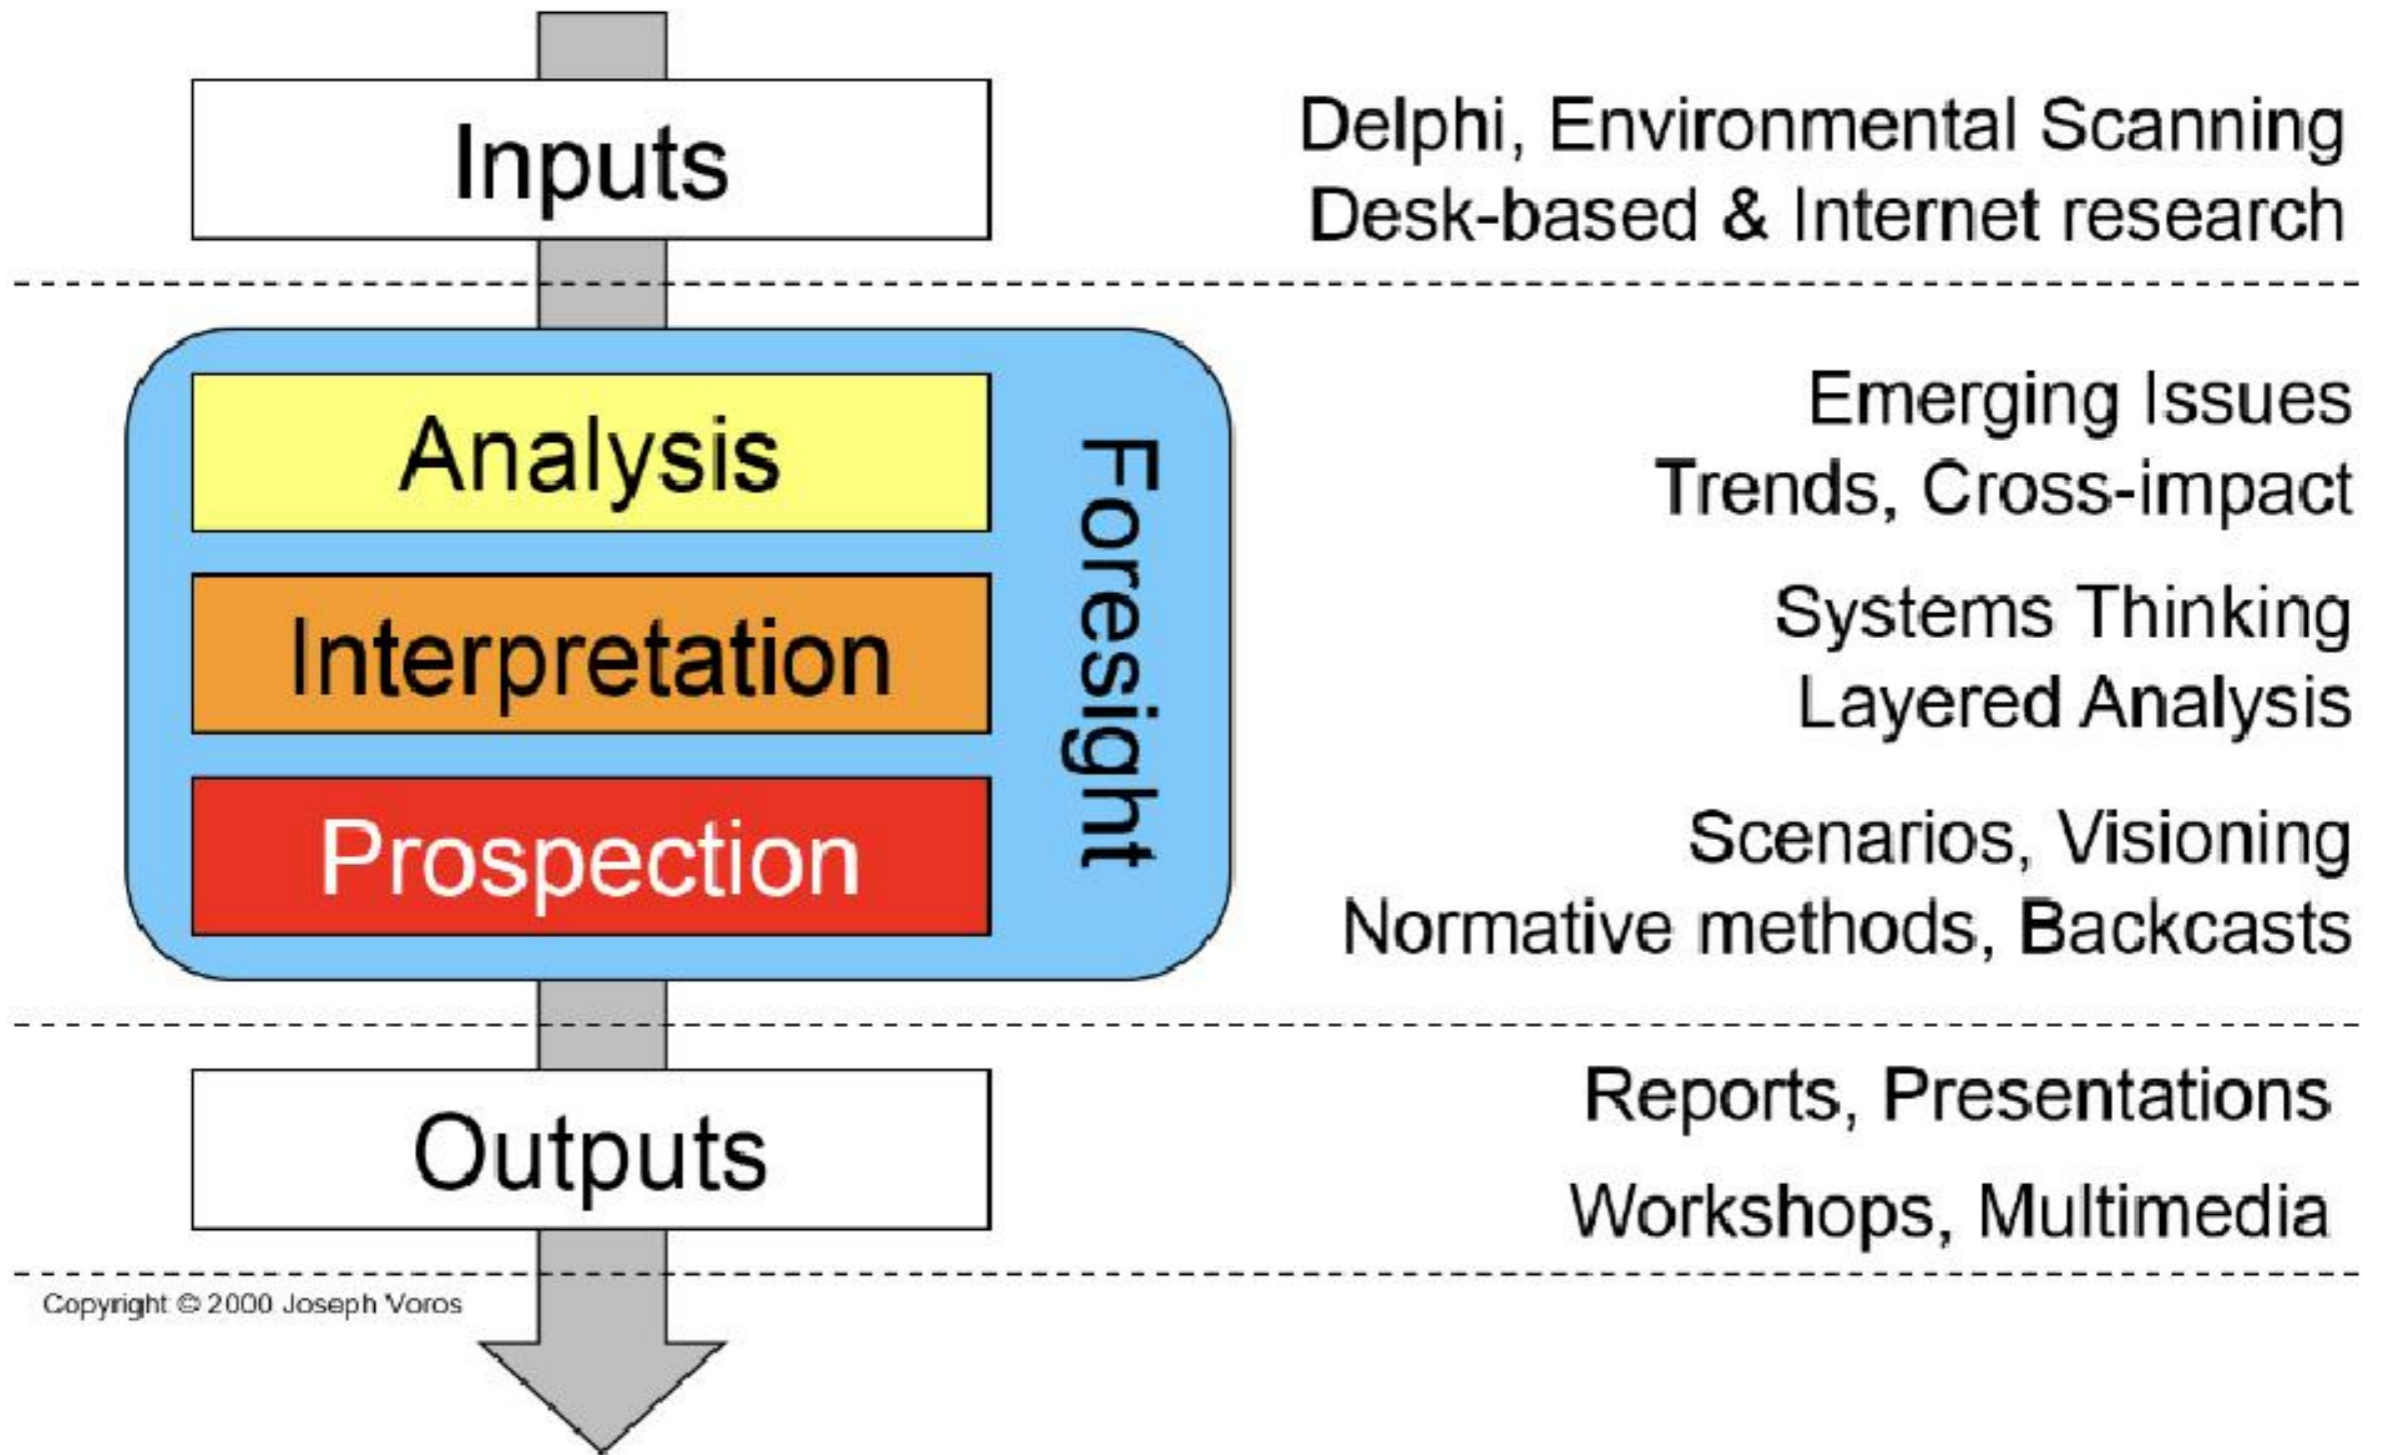 Inputs
Delphi, Environmental Scanning
Desk-based & Internet research
Foresight
Analysis
Emerging Issues
Trends, Cross-impact
Interpretation
Systems Thinking
Layered Analysis
Prospection
Scenarios, Visioning
Normative methods, Backcasts
Outputs
Reports, Presentations
Workshops, Multimedia
Copyright © 2000 Joseph Voros